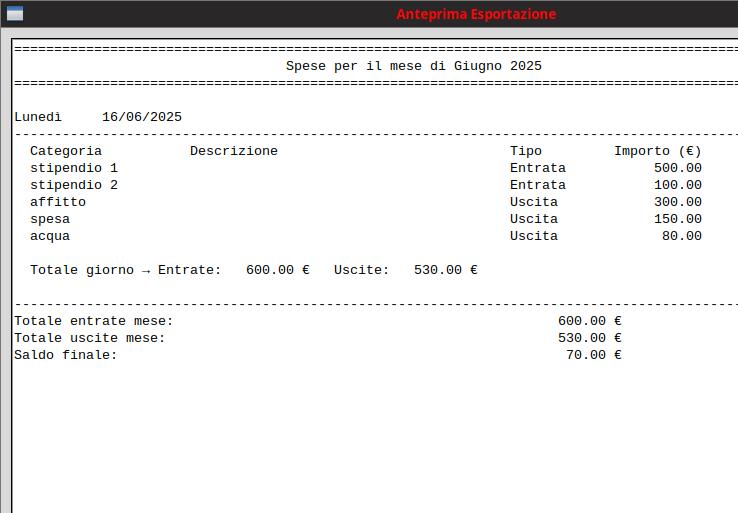 Anteprima Esportazione
==========================================================================================
Spese per il mese di Giugno 2025
==========================================================================================
Lunedì     16/06/2025
------------------------------------------------------------------------------------------
Categoria           Descrizione                             Tipo         Importo (€)
stipendio 1                                                 Entrata           500.00
stipendio 2                                                 Entrata           100.00
affitto                                                     Uscita            300.00
spesa                                                       Uscita            150.00
acqua                                                       Uscita             80.00
Totale giorno → Entrate:   600.00 €   Uscite:   530.00 €
------------------------------------------------------------------------------------------
Totale entrate mese:                                                600.00 €
Totale uscite mese:                                                 530.00 €
Saldo finale:                                                        70.00 €